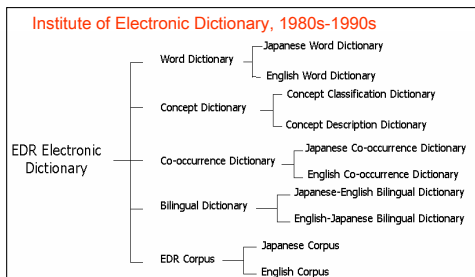 Institute of Electronic Dictionary, 1980s-1990s
Japanese Word Dictionary
Word Dictionary
English Word Dictionary
Concept Classification Dictionary
Concept Dictionary
Concept Description Dictionary
EDR Electronic
Dictionary
Japanese Co-occurrence Dictionary
Co-occurrence Dictionary
English Co-occurrence Dictionary
Japanese-English Bilingual Dictionary
Bilingual Dictionary
English-Japanese Bilingual Dictionary
Japanese Corpus
EDR Corpus
English Corpus